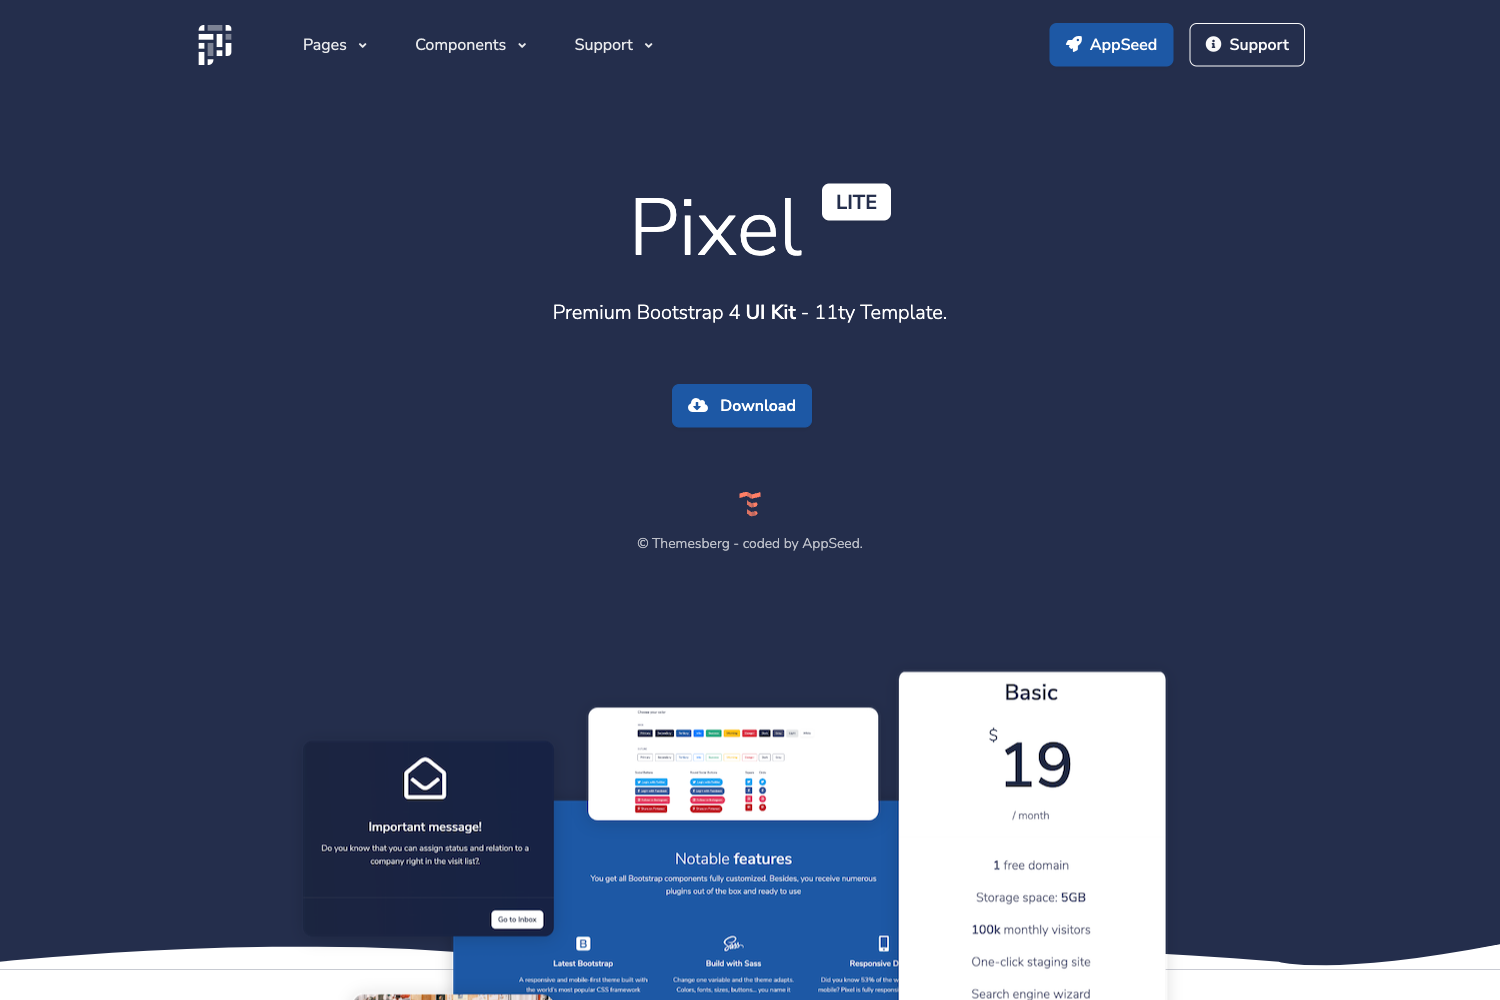 Pages
Components
Support
AppSeed
Support
Pixel LITE
Premium Bootstrap 4 UI Kit - 11ty Template.
Download
© Themesberg - coded by AppSeed.
Important message!
Do you know that you can assign status and relation to a
company right in the visit list?.
Go to Inbox
Notable features
You get all Bootstrap components fully customized. Besides, you receive numerous
plugins out of the box and ready to use
Latest Bootstrap
A responsive and mobile-first theme built with
the world's most popular CSS framework
Build with Sass
Change one variable and the theme adapts.
Colors, fonts, sizes, buttons... you name it
Responsive D
Did you know 53% of the w
mobile? Pixel is fully respons
Basic
$ 19
/ month
1 free domain
Storage space: 5GB
100k monthly visitors
One-click staging site
Search engine wizard